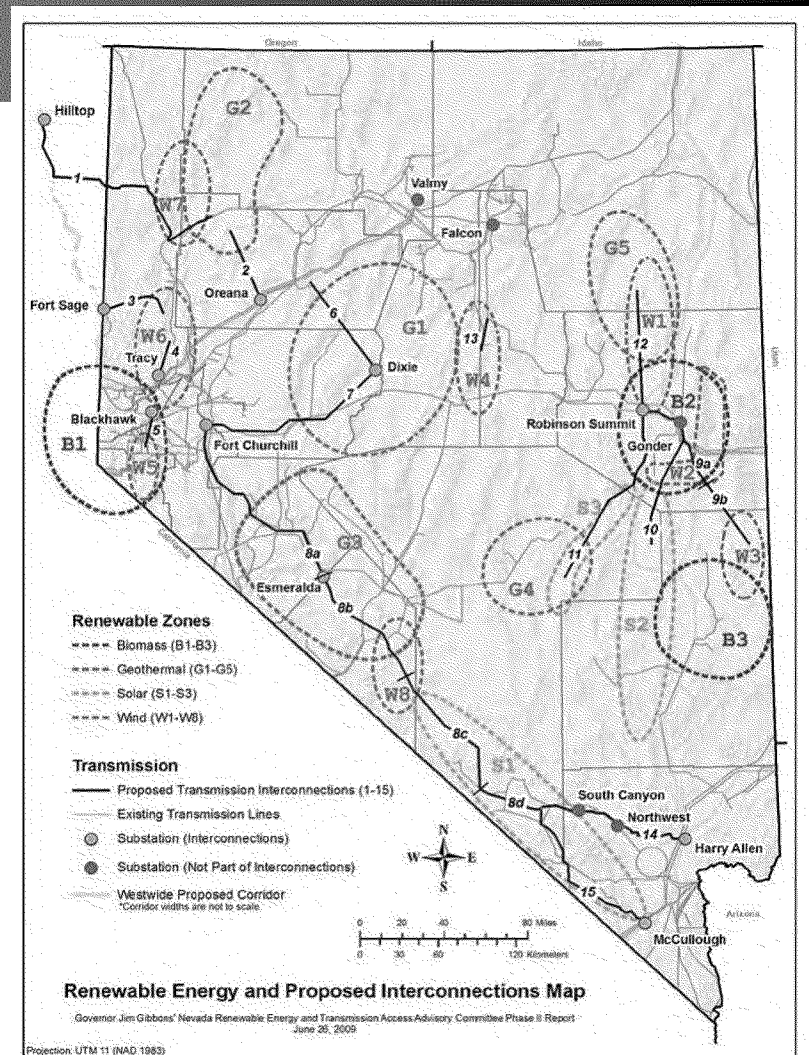 Oregon Idaho
Hilltop
G2
1
W7
Valmy
Falcon
G5
2
Oreana
Fort Sage
3
6
G1
W1
W6
13
12
4
Tracy
Dixie
W4
Utah
7
B2
Blackhawk
Robinson Summit
B1
5
Fort Churchill
Gonder
W5
9a
W2
9b
S3
10
California
8a
G3
11
W3
Esmeralda
G4
8b
S2
B3
W8
8c
S1
8d
South Canyon
Northwest
14
Harry Allen
15
Arizona
McCullough
Renewable Zones
Biomass (B1-B3)
Geothermal (G1-G5)
Solar (S1-S3)
Wind (W1-W8)
Transmission
Proposed Transmission Interconnections (1-15)
Existing Transmission Lines
Substation (Interconnections)
Substation (Not Part of Interconnections)
Westwide Proposed Corridor
*Corridor widths are not to scale
N
W E
S
0 20 40 80 Miles
0 30 60 120 Kilometers
Renewable Energy and Proposed Interconnections Map
Governor Jim Gibbons' Nevada Renewable Energy and Transmission Access Advisory Committee Phase II Report
June 26, 2009
Projection: UTM 11 (NAD 1983)